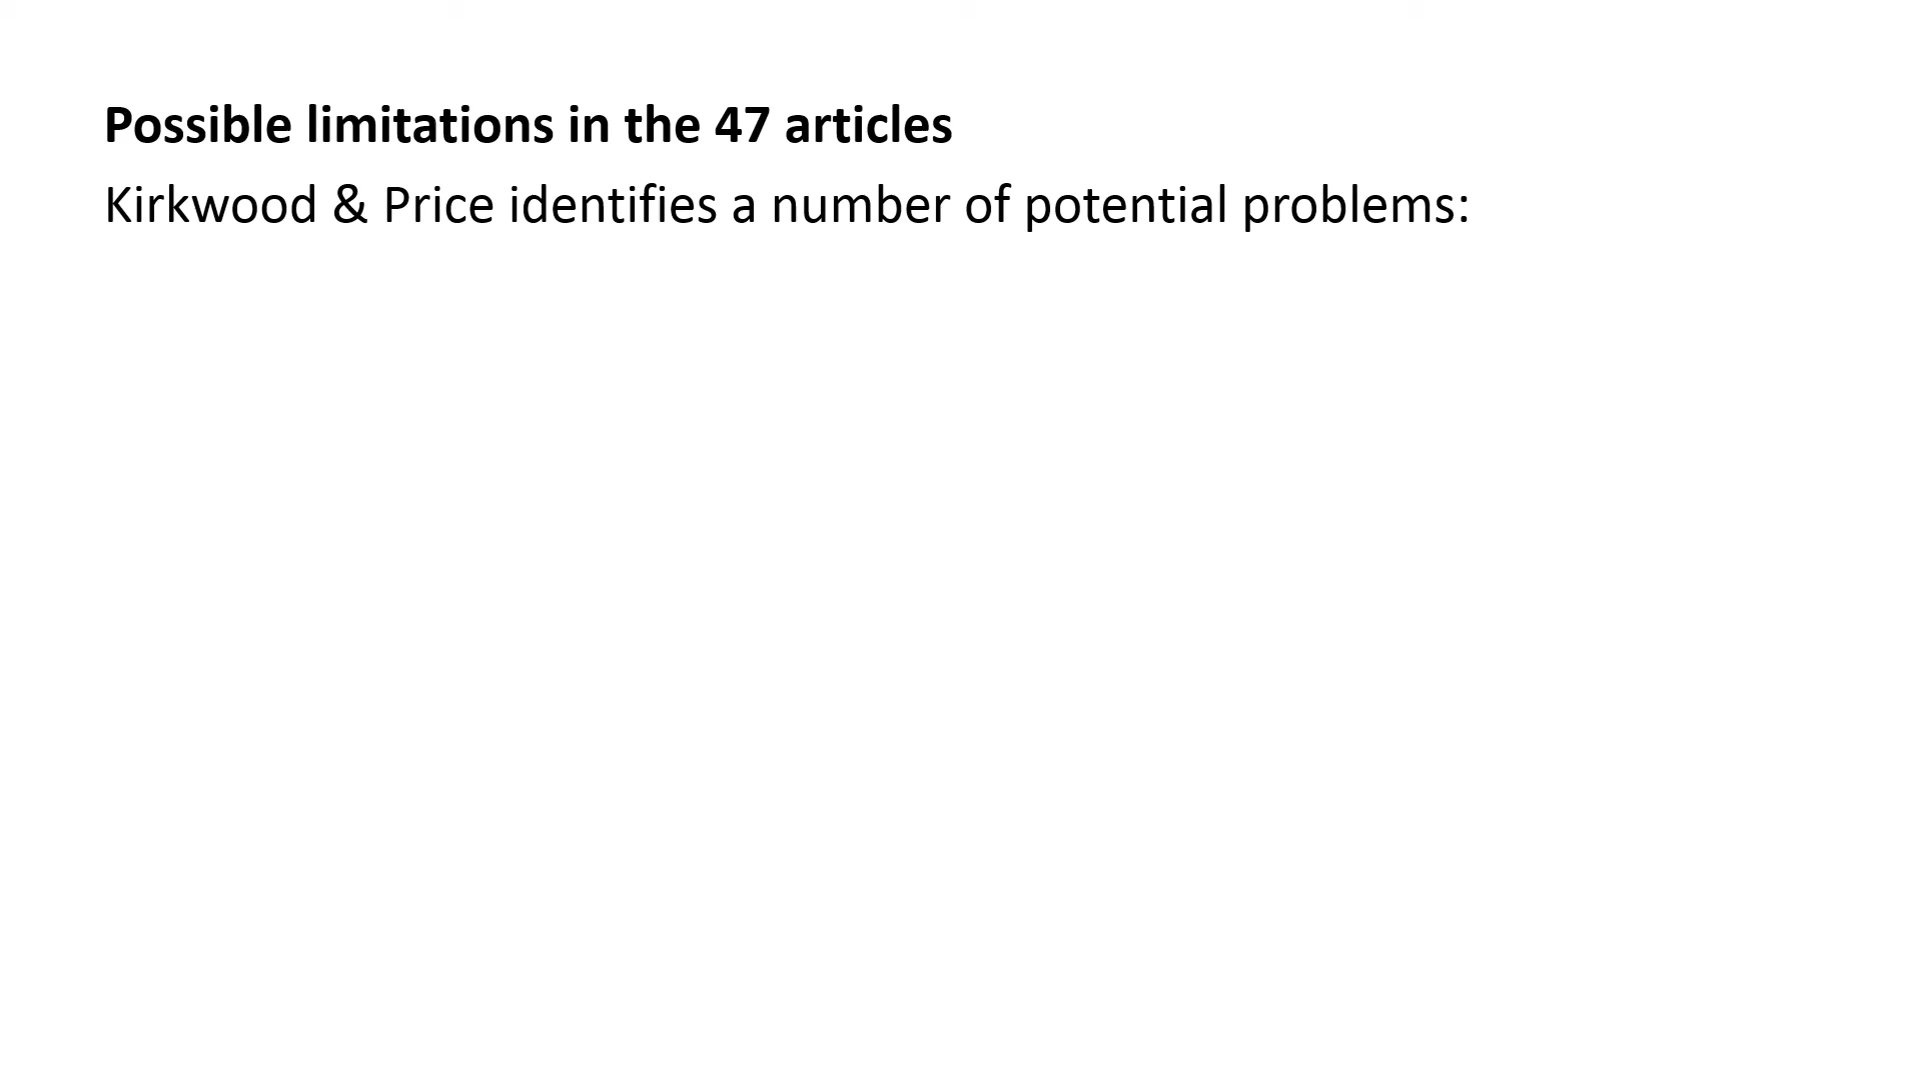 Possible limitations in the 47 articles
Kirkwood & Price identifies a number of potential problems: